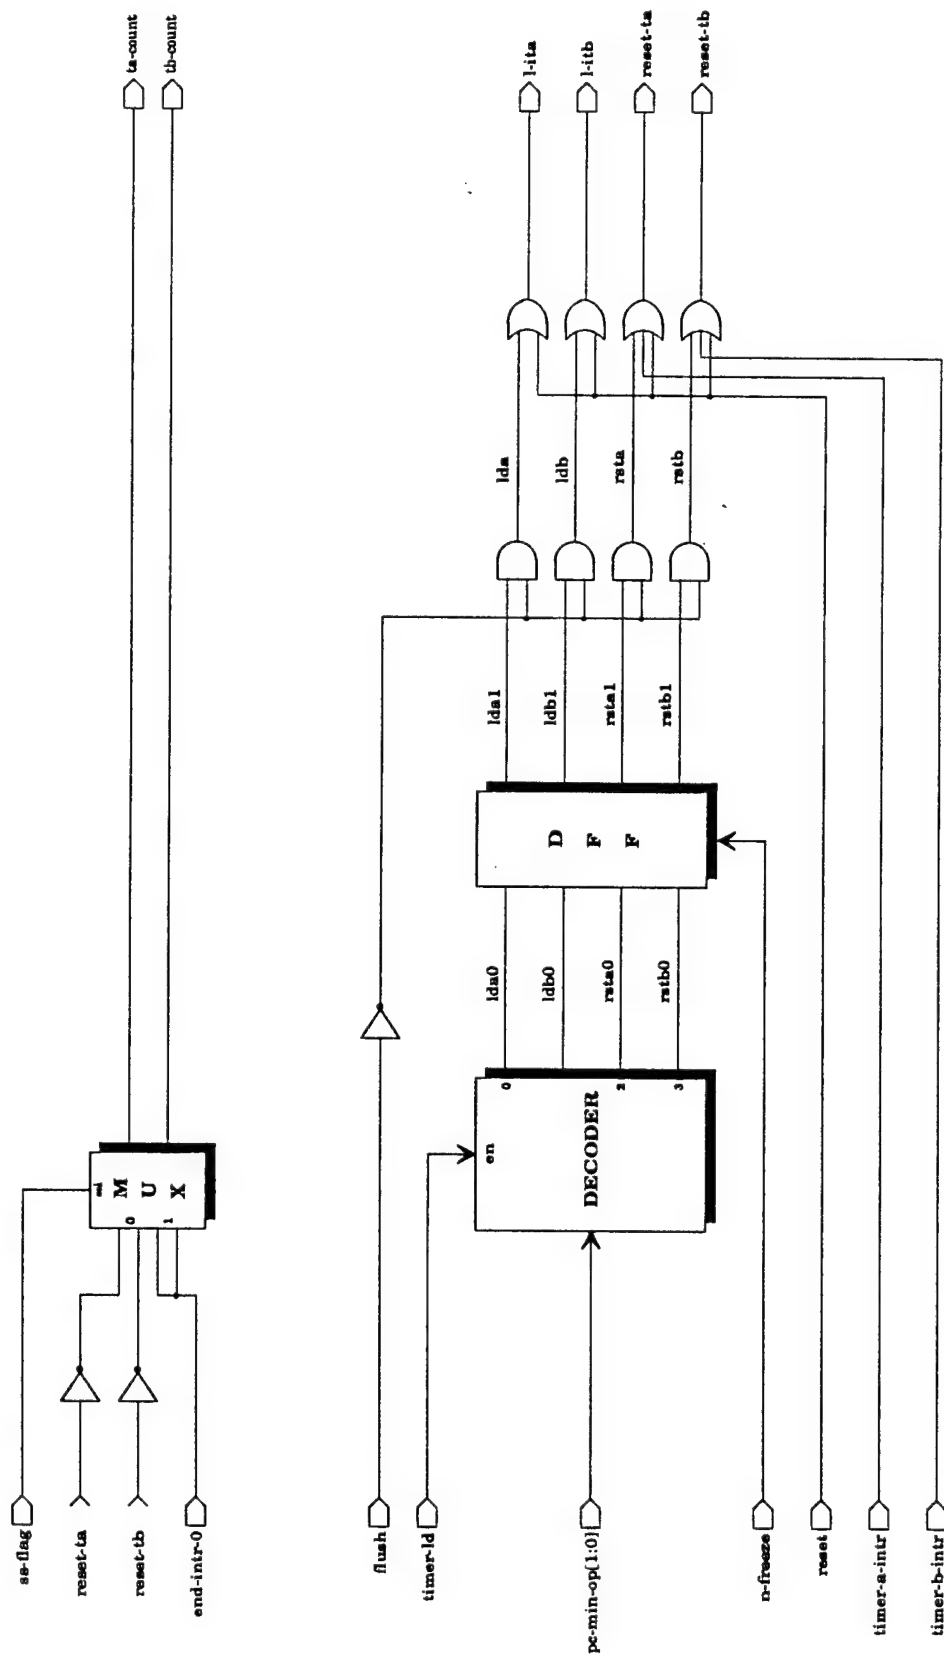 ss-flag
reset-ta
reset-tb
end-intr-0
sel
M U X
0
1
ta-count
tb-count
flush
timer-ld
pc-min-op[1:0]
n-freeze
reset
timer-a-intr
timer-b-intr
en
DECODER
0
2
3
lda0
ldb0
rsta0
rstb0
D F F
lda1
ldb1
rsta1
rstb1
lda
ldb
rsta
rstb
l-ita
l-itb
reset-ta
reset-tb